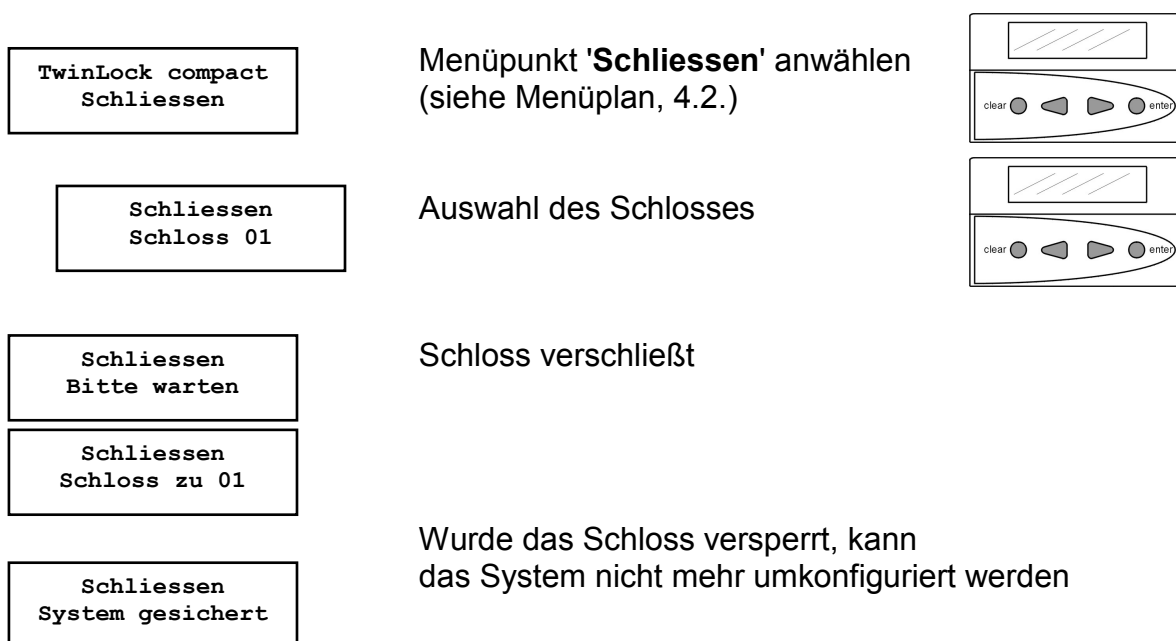 TwinLock compact
Schliessen
Menüpunkt 'Schliessen' anwählen
(siehe Menüplan, 4.2.)
clear
enter
Schliessen
Schloss 01
Auswahl des Schlosses
clear
enter
Schliessen
Bitte warten
Schloss verschließt
Schliessen
Schloss zu 01
Wurde das Schloss versperrt, kann
das System nicht mehr umkonfiguriert werden
Schliessen
System gesichert